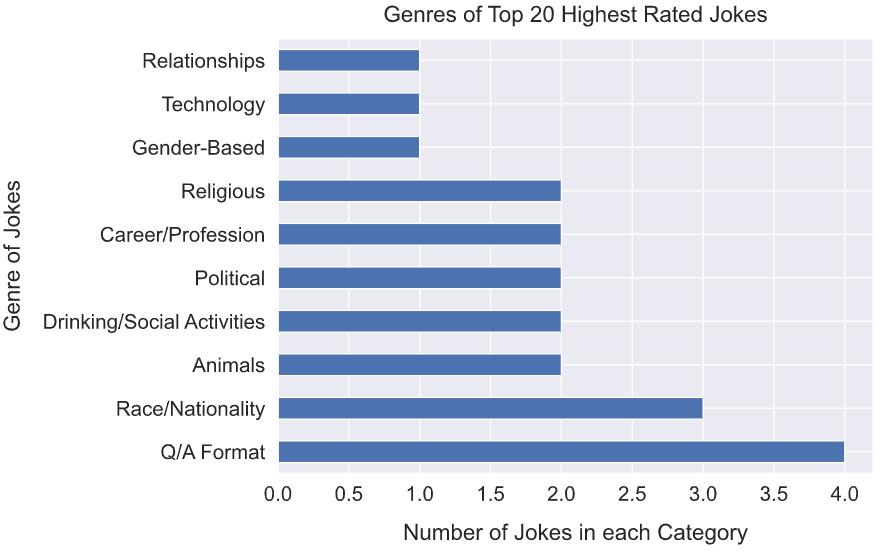 Genres of Top 20 Highest Rated Jokes
Relationships
Technology
Gender-Based
Religious
Career/Profession
Political
Drinking/Social Activities
Animals
Race/Nationality
Q/A Format
Genre of Jokes
0.0 0.5 1.0 1.5 2.0 2.5 3.0 3.5 4.0
Number of Jokes in each Category